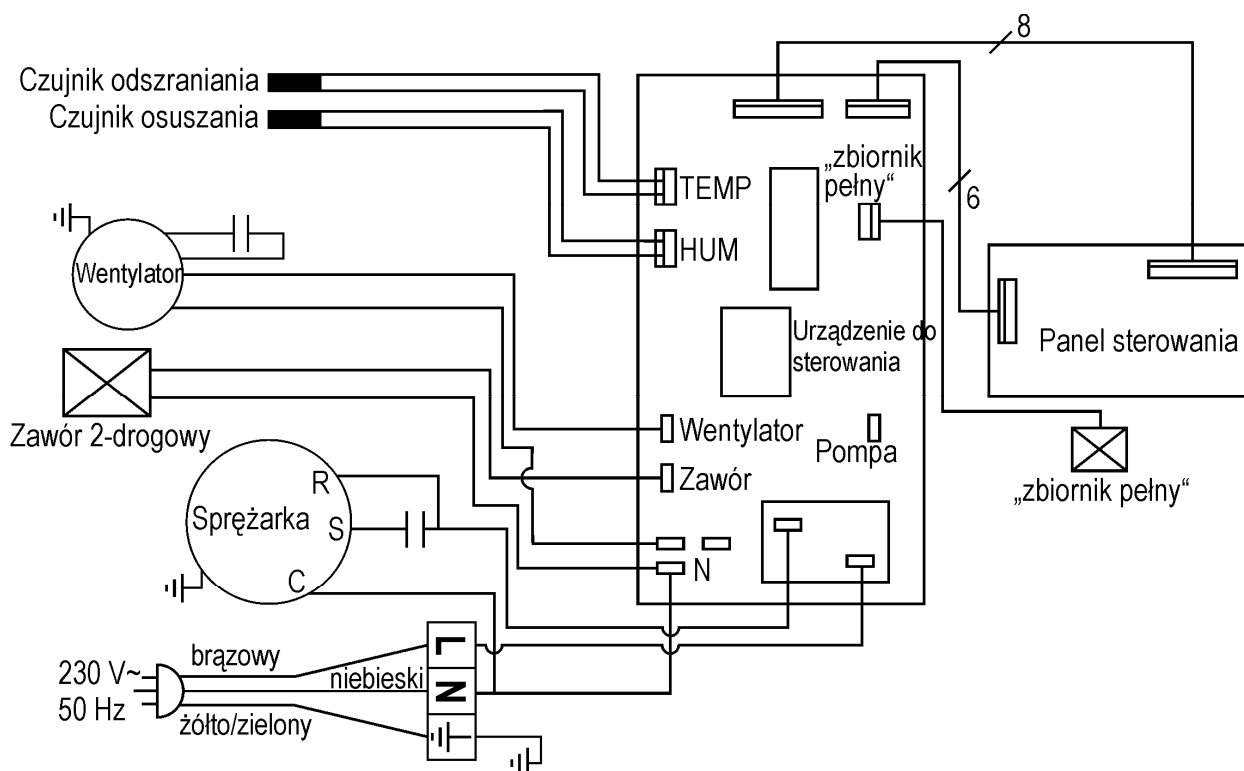 8
Czujnik odszraniania
Czujnik osuszania
„zbiornik
pełny“
TEMP
6
HUM
Wentylator
Urządzenie do
sterowania
Panel sterowania
Zawór 2-drogowy
Wentylator
Pompa
Zawór
„zbiornik pełny“
R
Sprężarka
S
C
N
L
brązowy
230 V~
niebieski
N
50 Hz
żółto/zielony